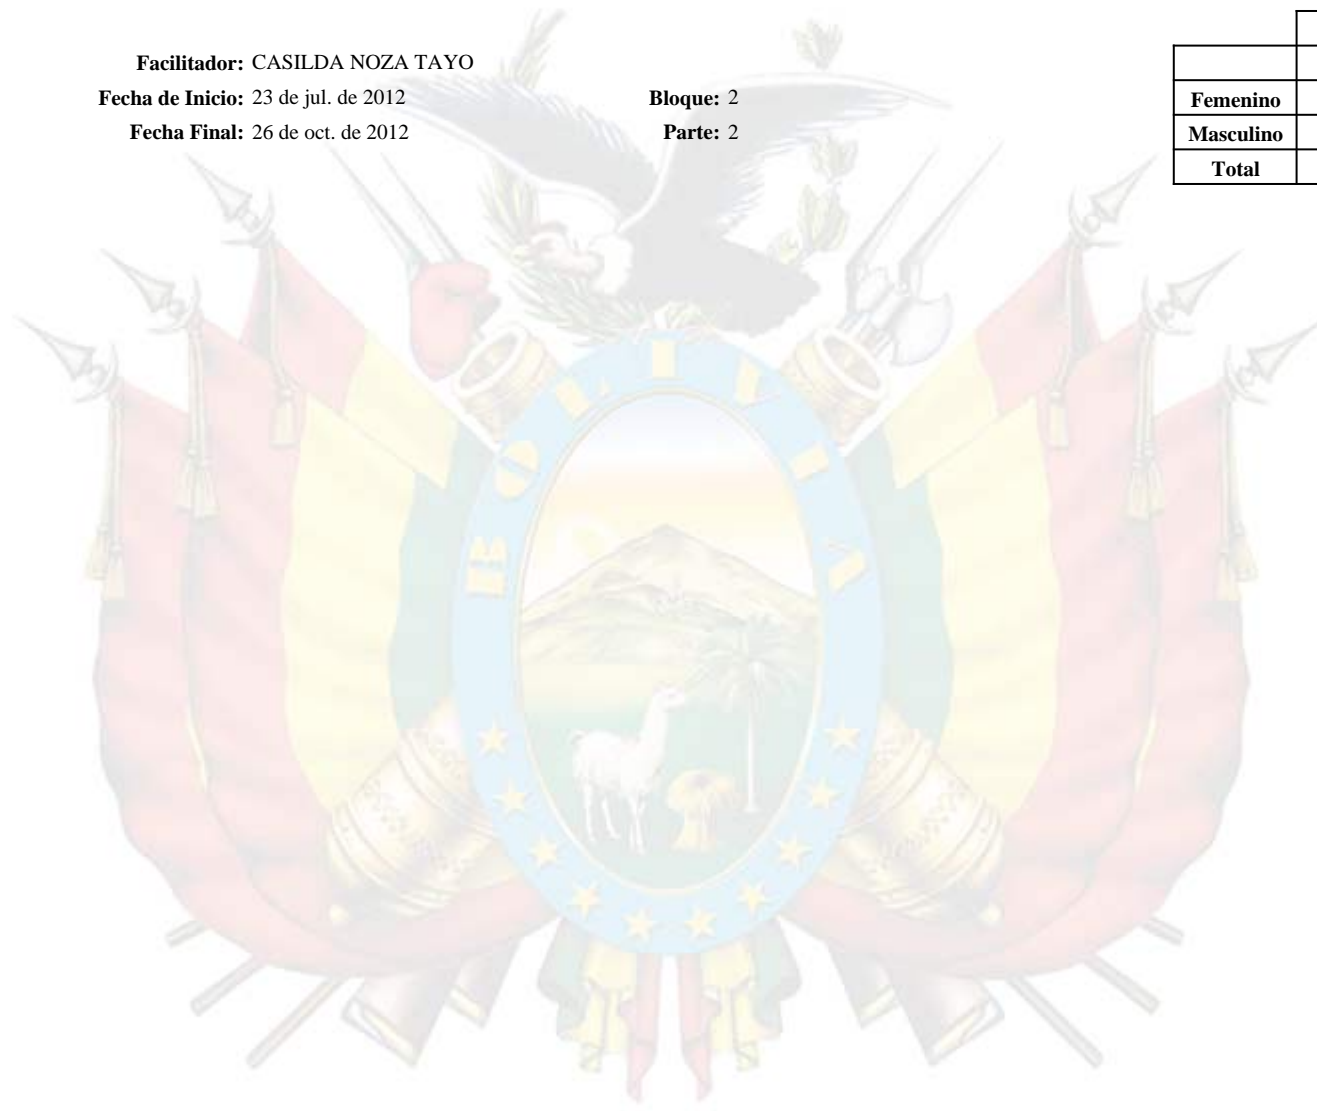 Facilitador: CASILDA NOZA TAYO
Fecha de Inicio: 23 de jul. de 2012 Bloque: 2
Fecha Final: 26 de oct. de 2012 Parte: 2
Femenino
Masculino
Total
BOLIVIA